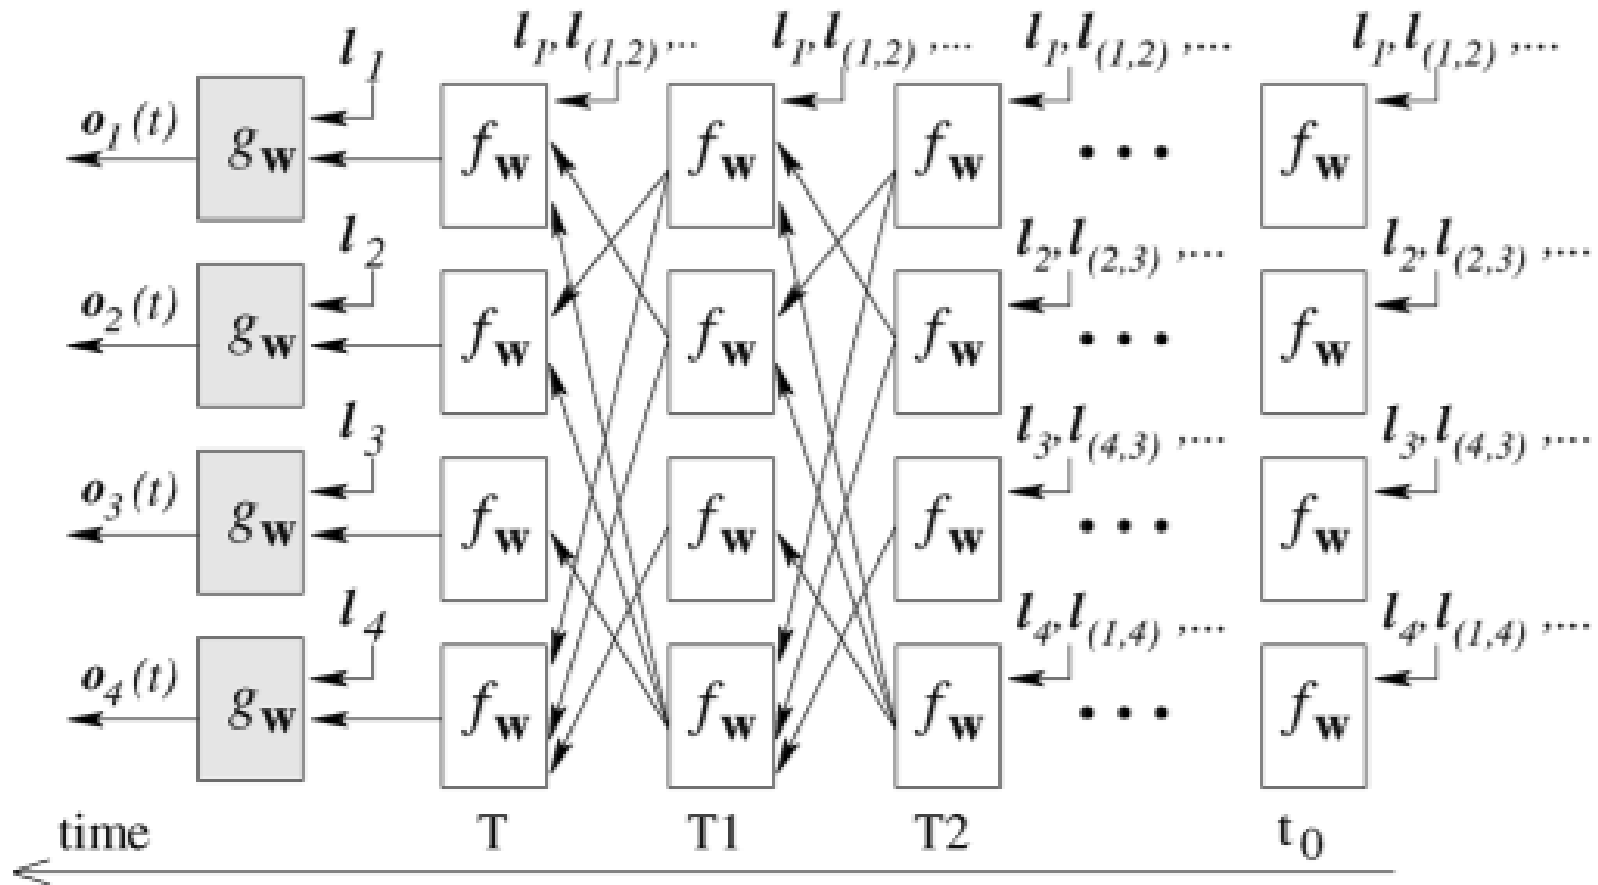 l1 l1, l(1,2) ,... l1, l(1,2) ,.... l1, l(1,2) ,.... l1, l(1,2) ,....
o1(t) gw fw fw fw • • • fw
l2 l2, l(2,3) ,.... l2, l(2,3) ,....
o2(t) gw fw fw fw • • • fw
l3 l3, l(4,3) ,.... l3, l(4,3) ,....
o3(t) gw fw fw fw • • • fw
l4 l4, l(1,4) ,.... l4, l(1,4) ,....
o4(t) gw fw fw fw • • • fw
time T T1 T2 t0